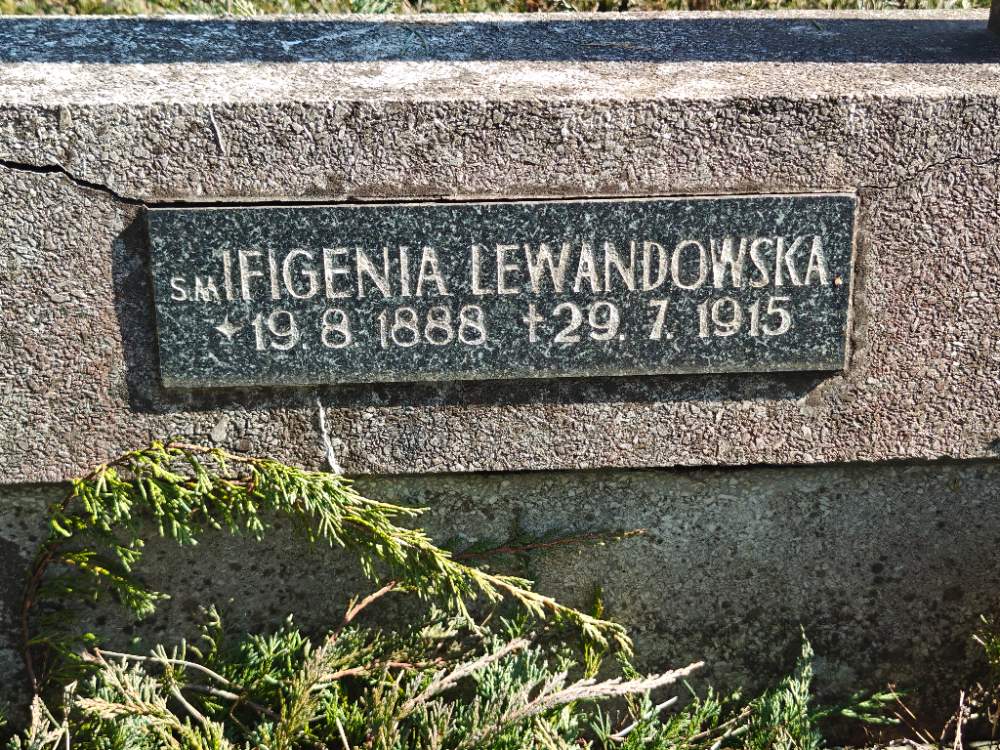 S.M. IFIGENIA LEWANDOWSKA
✦ 19. 8. 1888 † 29. 7. 1915